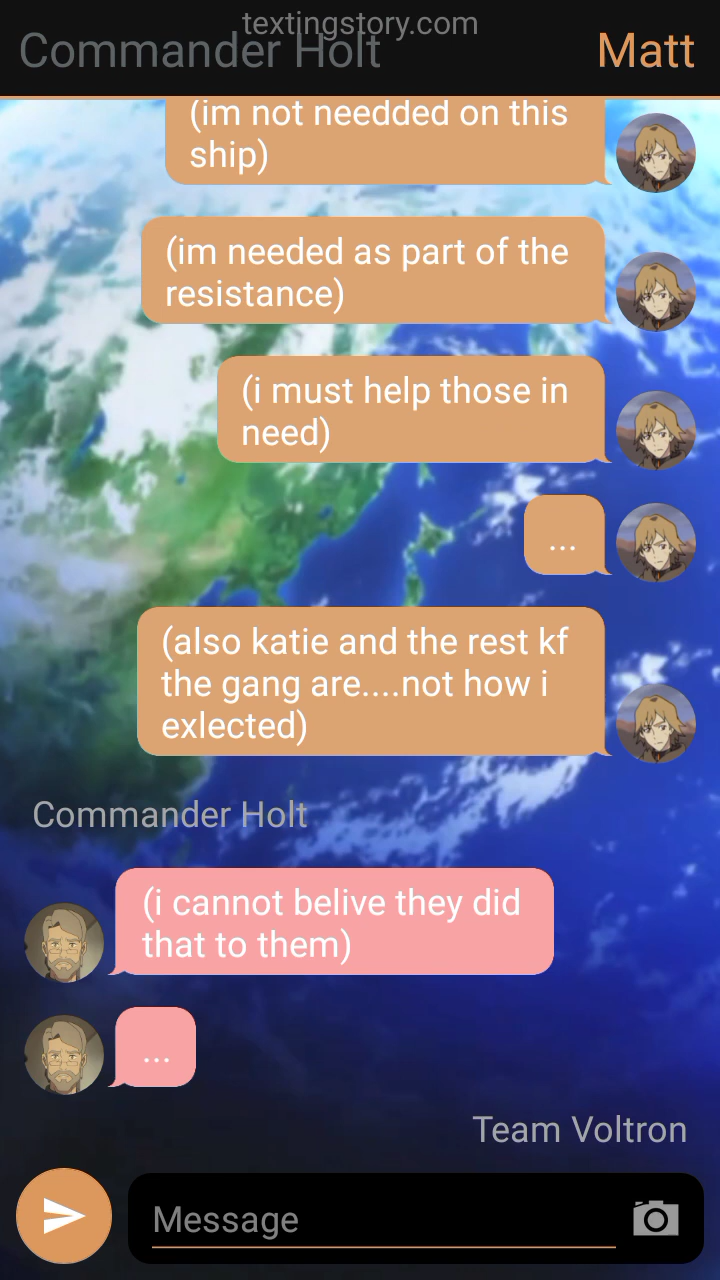 textingstory.com
Commander Holt
Matt
(im not needded on this
ship)
(im needed as part of the
resistance)
(i must help those in
need)
...
(also katie and the rest kf
the gang are....not how i
exlected)
Commander Holt
(i cannot belive they did
that to them)
...
Team Voltron
Message